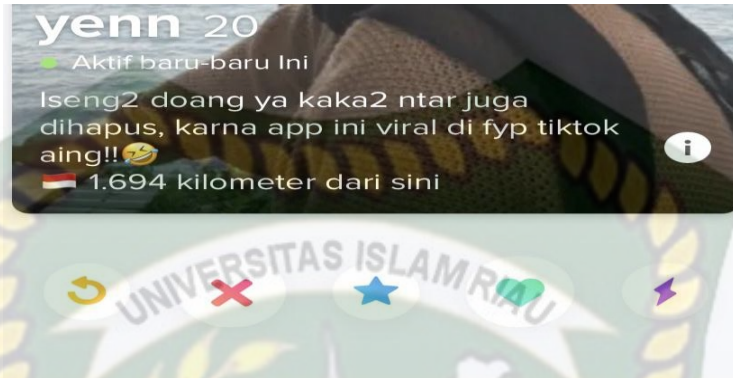 yenn 20
Aktif baru-baru Ini
Iseng2 doang ya kaka2 ntar juga
dihapus, karna app ini viral di fyp tiktok
aing!!🤣
🇮🇩 1.694 kilometer dari sini
UNIVERSITAS ISLAM RIAU